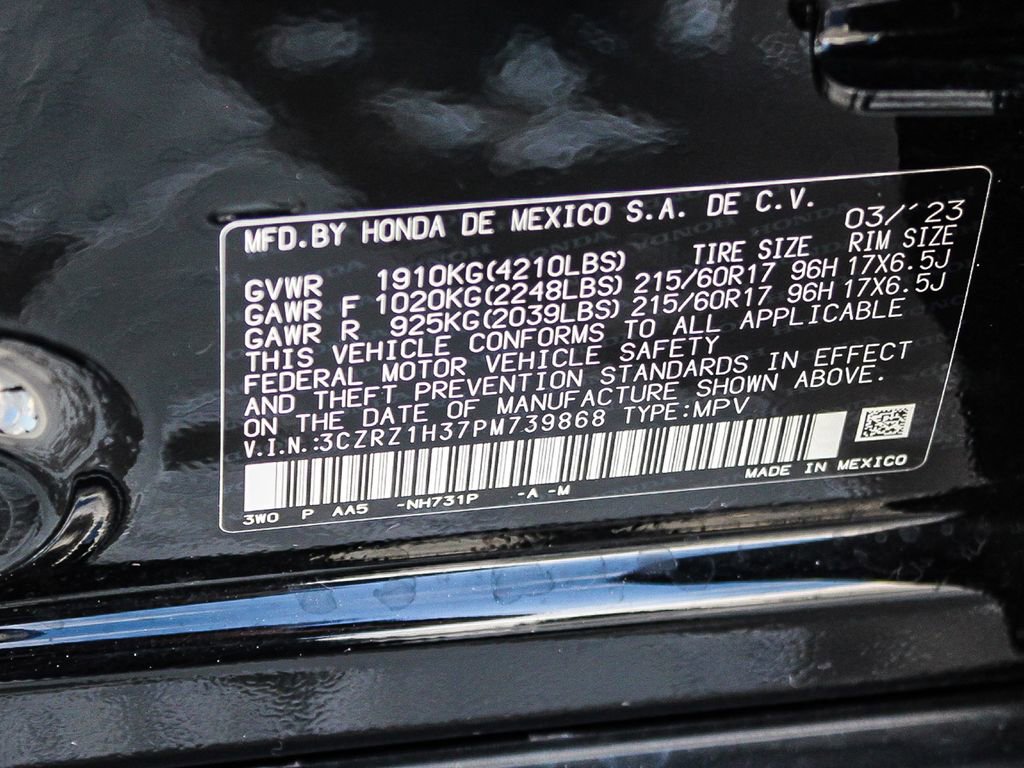 MFD.BY HONDA DE MEXICO S.A. DE C.V.
03/´23
TIRE SIZE RIM SIZE
GVWR 1910KG(4210LBS)
GAWR F 1020KG(2248LBS) 215/60R17 96H 17X6.5J
GAWR R 925KG(2039LBS) 215/60R17 96H 17X6.5J
THIS VEHICLE CONFORMS TO ALL APPLICABLE
FEDERAL MOTOR VEHICLE SAFETY
AND THEFT PREVENTION STANDARDS IN EFFECT
ON THE DATE OF MANUFACTURE SHOWN ABOVE.
V.I.N.:3CZRZ1H37PM739868 TYPE:MPV
MADE IN MEXICO
3W0 P AA5 -NH731P -A -M